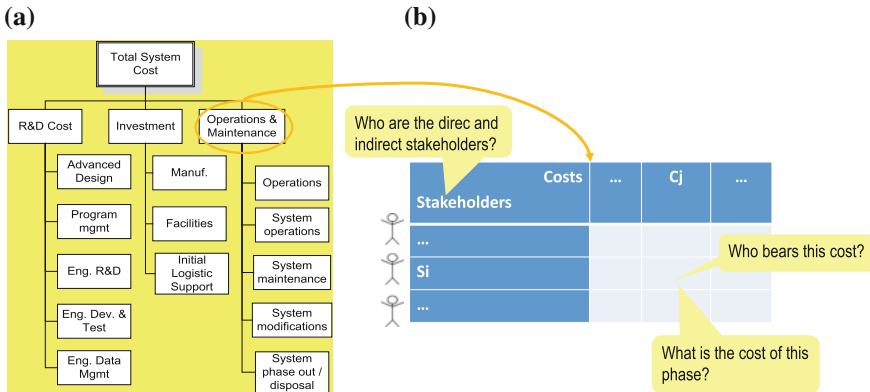 (a)
Total System
Cost
R&D Cost
Investment
Operations &
Maintenance
Advanced
Design
Program
mgmt
Eng. R&D
Eng. Dev. &
Test
Eng. Data
Mgmt
Manuf.
Facilities
Initial
Logistic
Support
Operations
System
operations
System
maintenance
System
modifications
System
phase out /
disposal
(b)
Who are the direc and
indirect stakeholders?
Costs
Stakeholders
...
Cj
...
...
Si
...
Who bears this cost?
What is the cost of this
phase?